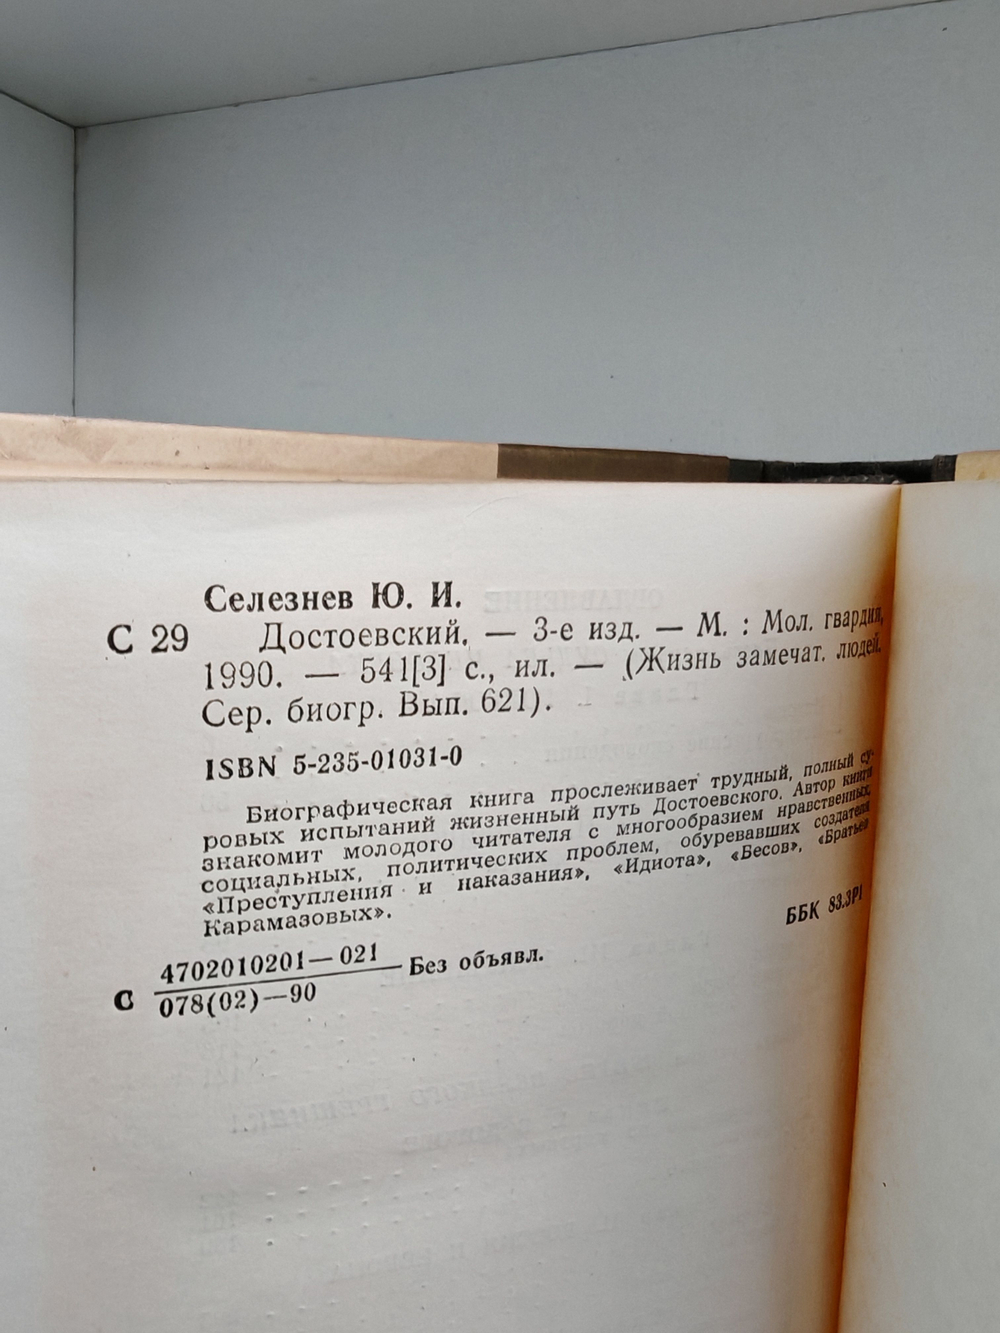 Селезнев Ю. И.
С 29 Достоевский. — 3-е изд. — М. : Мол. гвардия,
1990. — 541[3] с., ил. — (Жизнь замечат. людей.
Сер. биогр. Вып. 621).
ISBN 5-235-01031-0
Биографическая книга прослеживает трудный, полный су-
ровых испытаний жизненный путь Достоевского. Автор книги
знакомит молодого читателя с многообразием нравственных,
социальных, политических проблем, обуревавших создателя
«Преступления и наказания», «Идиота», «Бесов», «Братьев
Карамазовых».
ББК 83.3Р1
С 4702010201—021
078(02)—90 Без объявл.